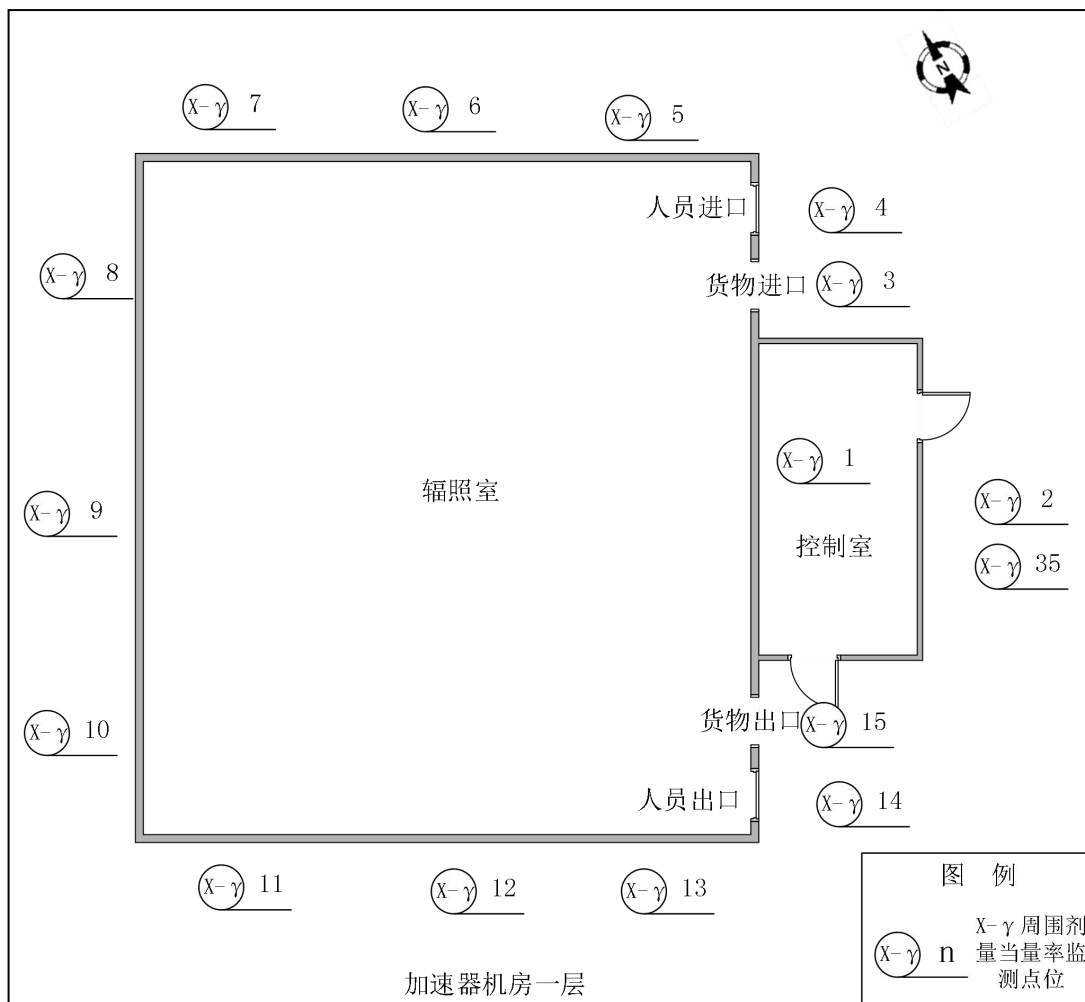 N
X-γ 7
X-γ 6
X-γ 5
人员进口
X-γ 4
X-γ 8
货物进口
X-γ 3
X-γ 1
辐照室
X-γ 9
X-γ 2
控制室
X-γ 35
货物出口
X-γ 15
X-γ 10
人员出口
X-γ 14
X-γ 11
X-γ 12
X-γ 13
图 例
X-γ n
X-γ 周围剂
量当量率监
测点位
加速器机房一层